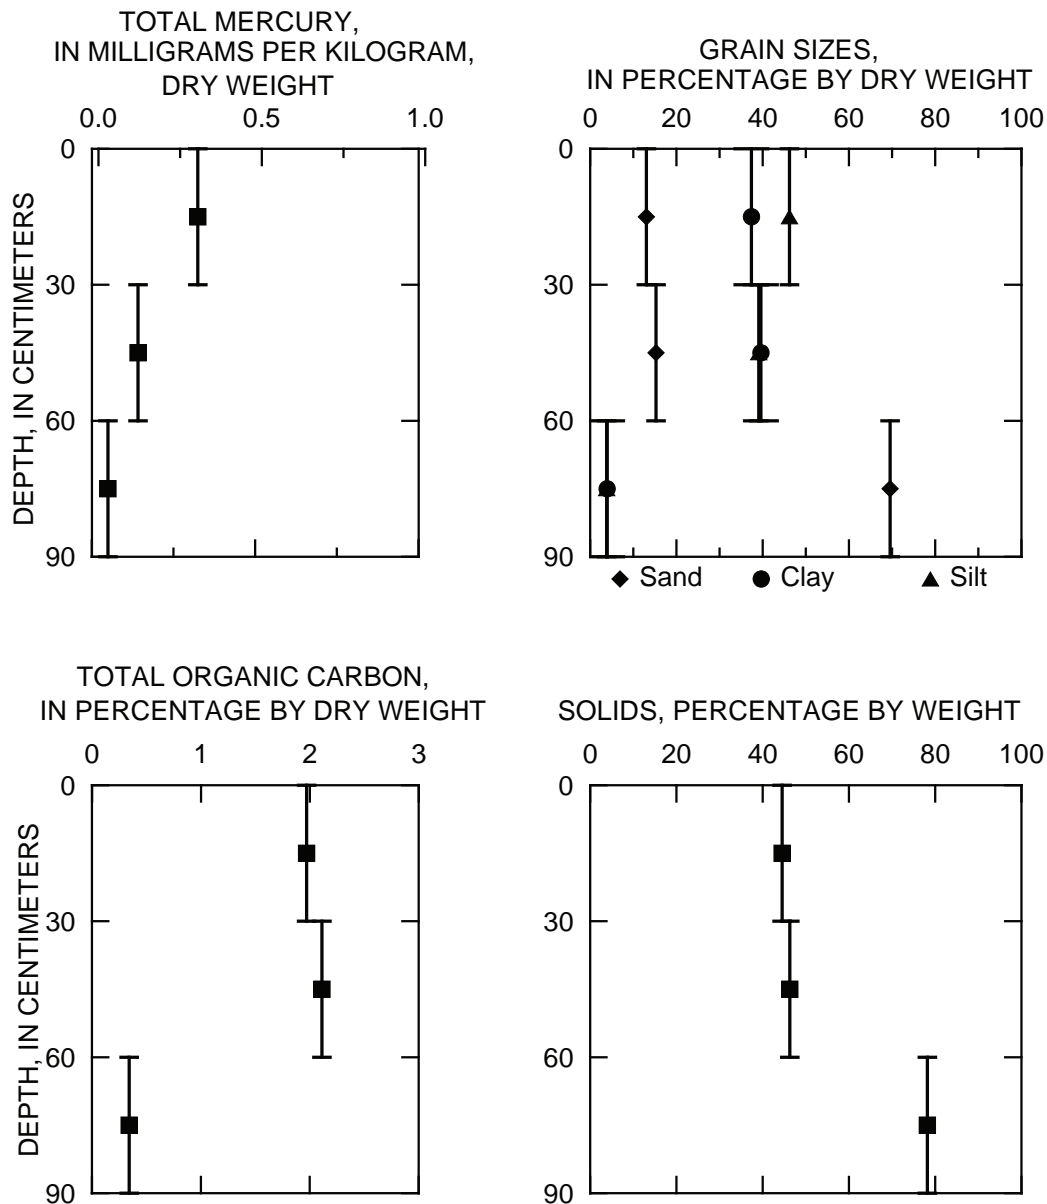 TOTAL MERCURY,
IN MILLIGRAMS PER KILOGRAM,
DRY WEIGHT
0.0 0.5 1.0
0
30
60
90
DEPTH, IN CENTIMETERS
GRAIN SIZES,
IN PERCENTAGE BY DRY WEIGHT
0 20 40 60 80 100
0
30
60
90
Sand Clay Silt
TOTAL ORGANIC CARBON,
IN PERCENTAGE BY DRY WEIGHT
0 1 2 3
0
30
60
90
DEPTH, IN CENTIMETERS
SOLIDS, PERCENTAGE BY WEIGHT
0 20 40 60 80 100
0
30
60
90